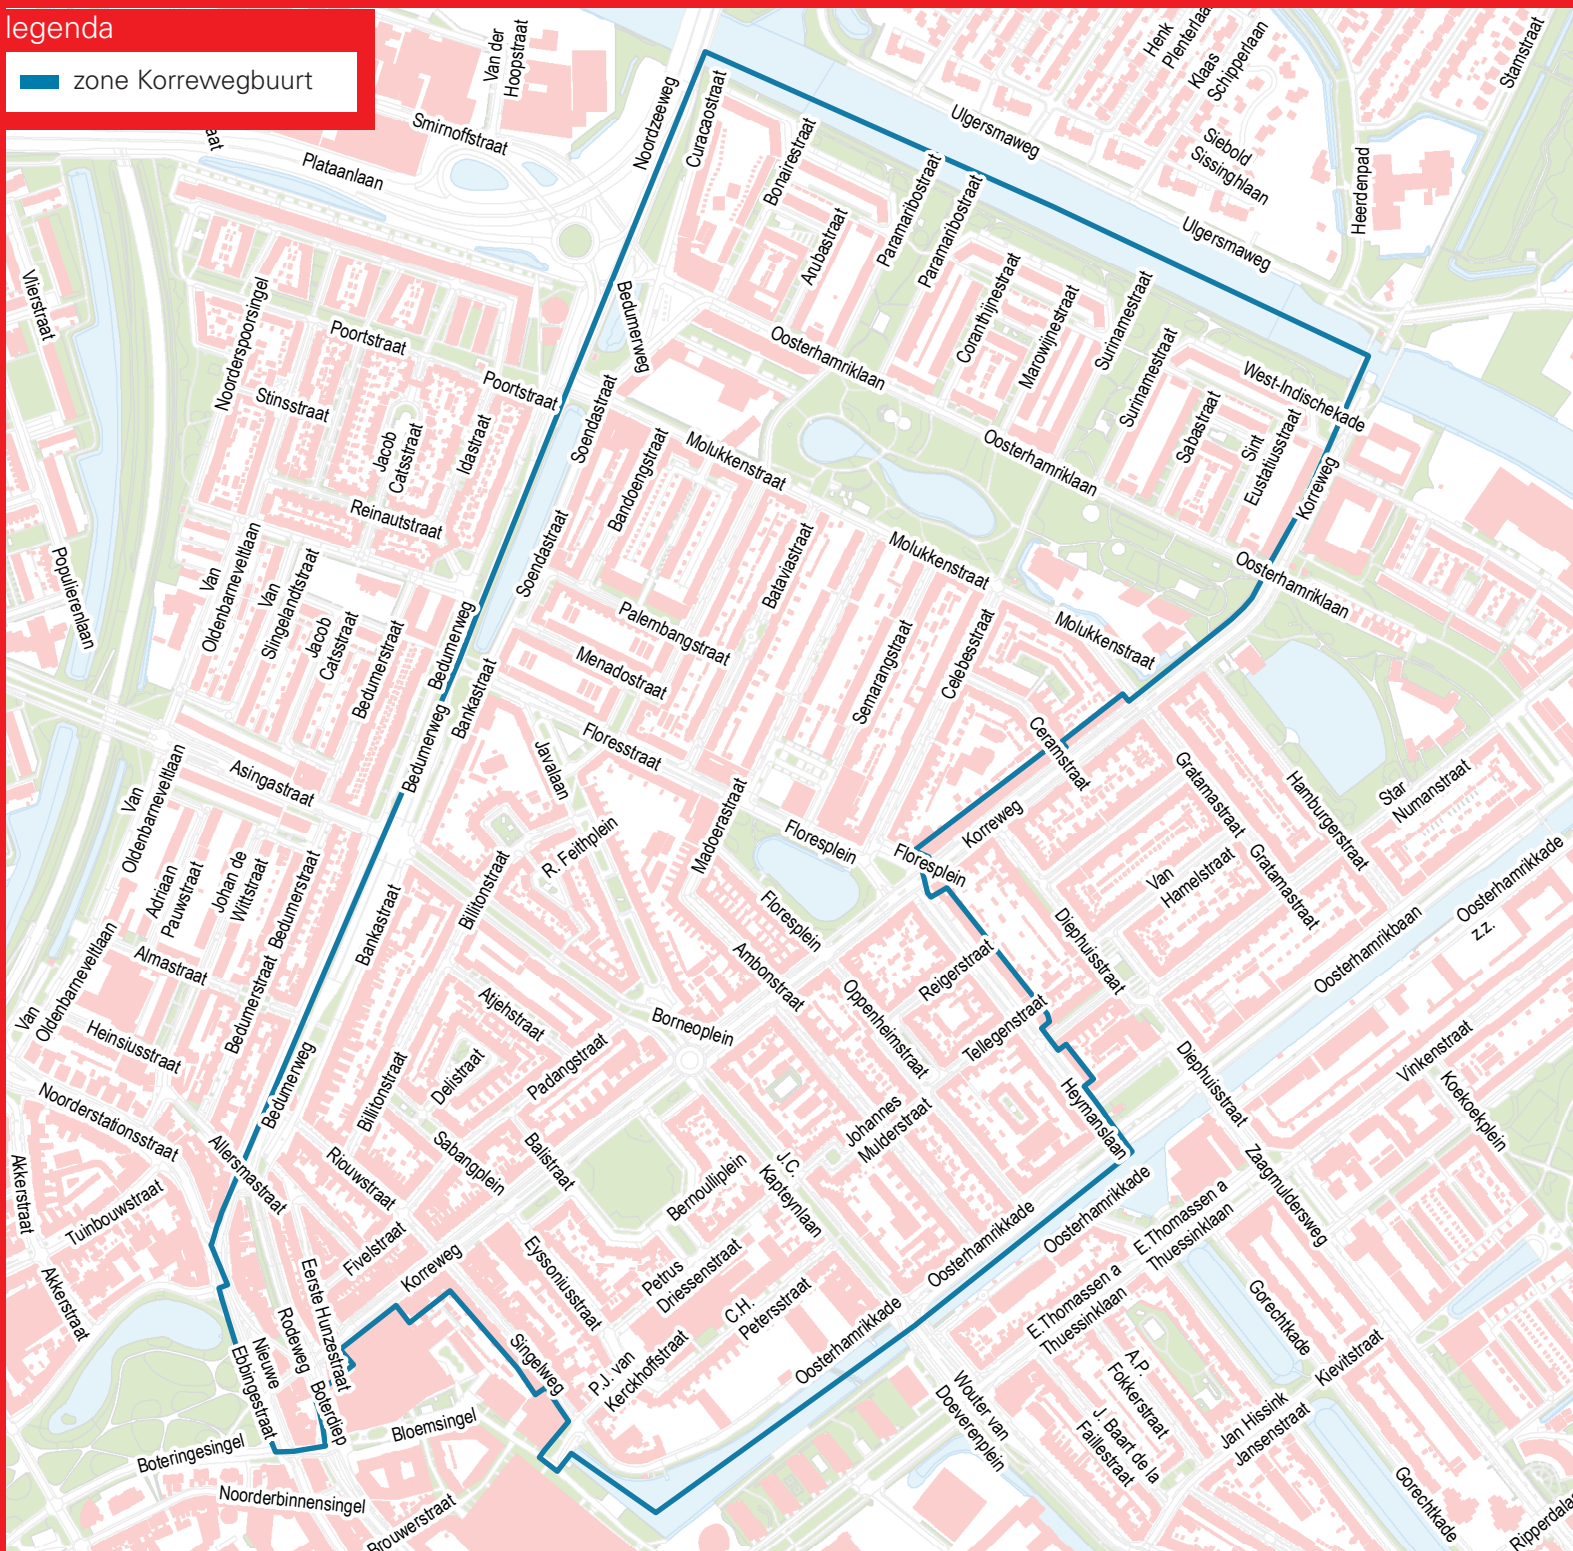 legenda
zone Korrewegbuurt
Van der
Hoopstraat
Smirnoffstraat
Plataanlaan
Noordzeeweg
Curacaostraat
Bonairestraat
Arubastraat
Paramaribostraat
Paramaribostraat
Ulgersmaweg
Henk
Klaas
Schipperlaan
Siebold
Sissinghlaan
Stamstraat
Heerdenpad
Ulgersmaweg
Vlierstraat
Noorderspoorsingel
Poortstraat
Bedumerweg
Oosterhamriklaan
Coranthijnestraat
Marowijnestraat
Surinamestraat
Surinamestraat
West-Indischekade
Stinsstraat
Poortstraat
Soendastraat
Jacob
Catsstraat
Idastraat
Molukkenstraat
Oosterhamriklaan
Sabastraat
Sint
Eustatiusstraat
Korreweg
Reinautstraat
Bandoengstraat
Soendastraat
Bataviastraat
Molukkenstraat
Oosterhamriklaan
Populierenlaan
Van
Oldenbarneveltlaan
Van
Slingelandtstraat
Jacob
Catsstraat
Bedumerstraat
Bedumerweg
Palembangstraat
Menadostraat
Semarangstraat
Celebesstraat
Molukkenstraat
Bankastraat
Bedumerweg
Floresstraat
Javalaan
Ceramstraat
Gratamastraat
Hamburgerstraat
Star
Numanstraat
Van
Oldenbarneveltlaan
Asingastraat
Madoerastraat
Floresplein
Korreweg
Floresplein
R. Feithplein
Billitonstraat
Adriaan
Pauwstraat
Johan de
Wittstraat
Bedumerstraat
Bankastraat
Floresplein
Van
Hamelstraat
Gratamastraat
Oosterhamrikkade
z.z.
Oosterhamrikbaan
Diephuisstraat
Van
Oldenbarneveltlaan
Almastraat
Bedumerstraat
Ambonstraat
Reigerstraat
Oppenheimstraat
Tellegenstraat
Heinsiusstraat
Atjehstraat
Borneoplein
Padangstraat
Delistraat
Billitonstraat
Bedumerweg
Noorderstationsstraat
Allersmastraat
Riouwstraat
Sabangplein
Balistraat
Johannes
Mulderstraat
Heymanslaan
Diephuisstraat
Vinkenstraat
Koekoekplein
Akkerstraat
Tuinbouwstraat
Bernoulliplein
J.C.
Kapteynlaan
Zaagmuldersweg
Oosterhamrikkade
Oosterhamrikkade
E.Thomassen a
Thuessinklaan
Akkerstraat
Fivelstraat
Korreweg
Eyssoniusstraat
Petrus
Driessenstraat
C.H.
Petersstraat
E.Thomassen a
Thuessinklaan
Gorechtkade
Eerste Hunzestraat
Rodeweg
Nieuwe
Ebbingestraat
Boterdiep
Singelweg
P.J. van
Kerckhoffstraat
Oosterhamrikkade
A.P.
Fokkerstraat
Kievitstraat
Wouter van
Doeverenplein
J. Baart de la
Faillestraat
Jan Hissink
Jansenstraat
Bloemsingel
Boteringesingel
Noorderbinnensingel
Brouwerstraat
Gorechtkade